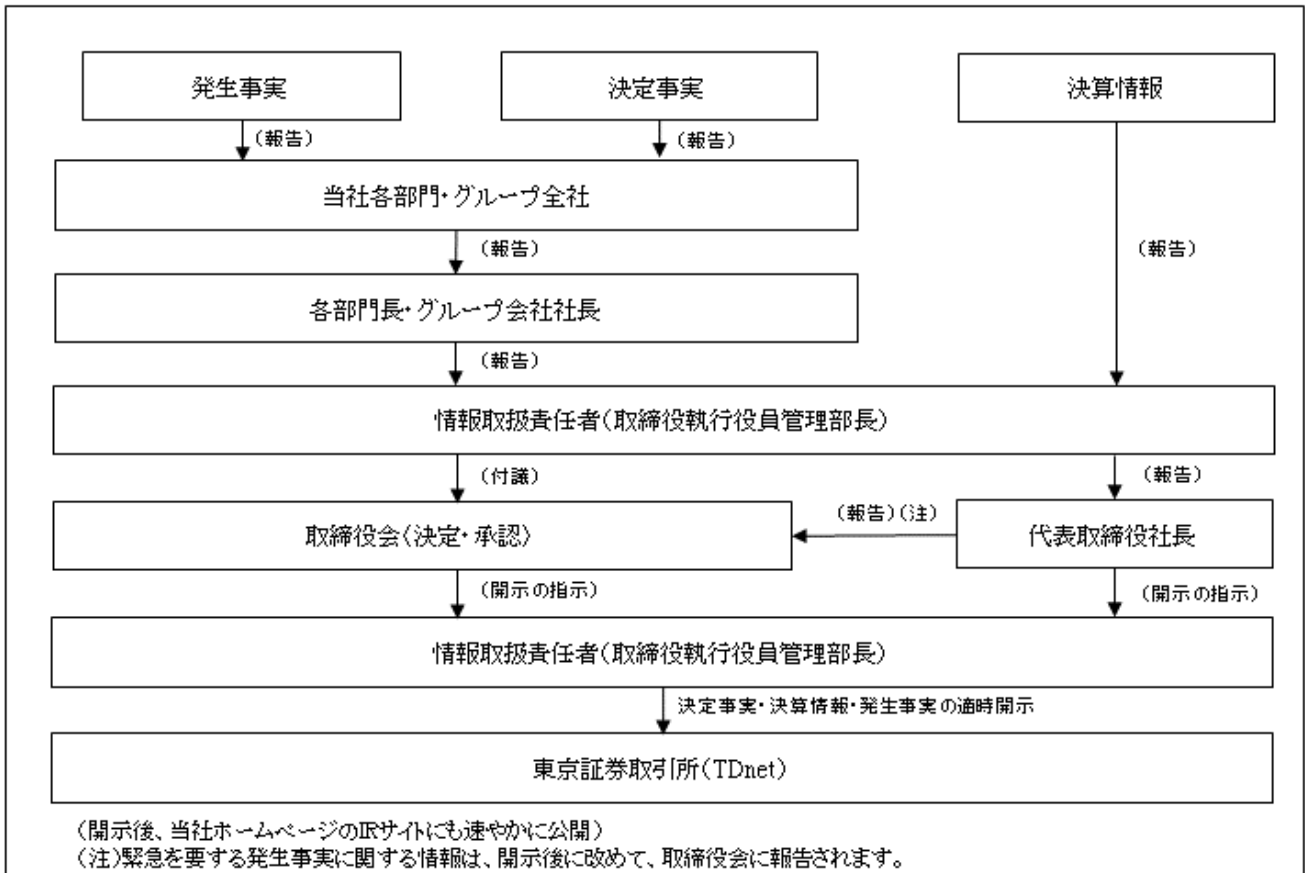 発生事実
決定事実
決算情報
(報告)
(報告)
当社各部門・グループ全社
(報告)
(報告)
各部門長・グループ会社社長
(報告)
情報取扱責任者(取締役執行役員管理部長)
(付議)
(報告)
取締役会(決定・承認)
(報告)(注)
代表取締役社長
(開示の指示)
(開示の指示)
情報取扱責任者(取締役執行役員管理部長)
決定事実・決算情報・発生事実の適時開示
東京証券取引所(TDnet)
(開示後、当社ホームページのIRサイトにも速やかに公開)
(注)緊急を要する発生事実に関する情報は、開示後に改めて、取締役会に報告されます。